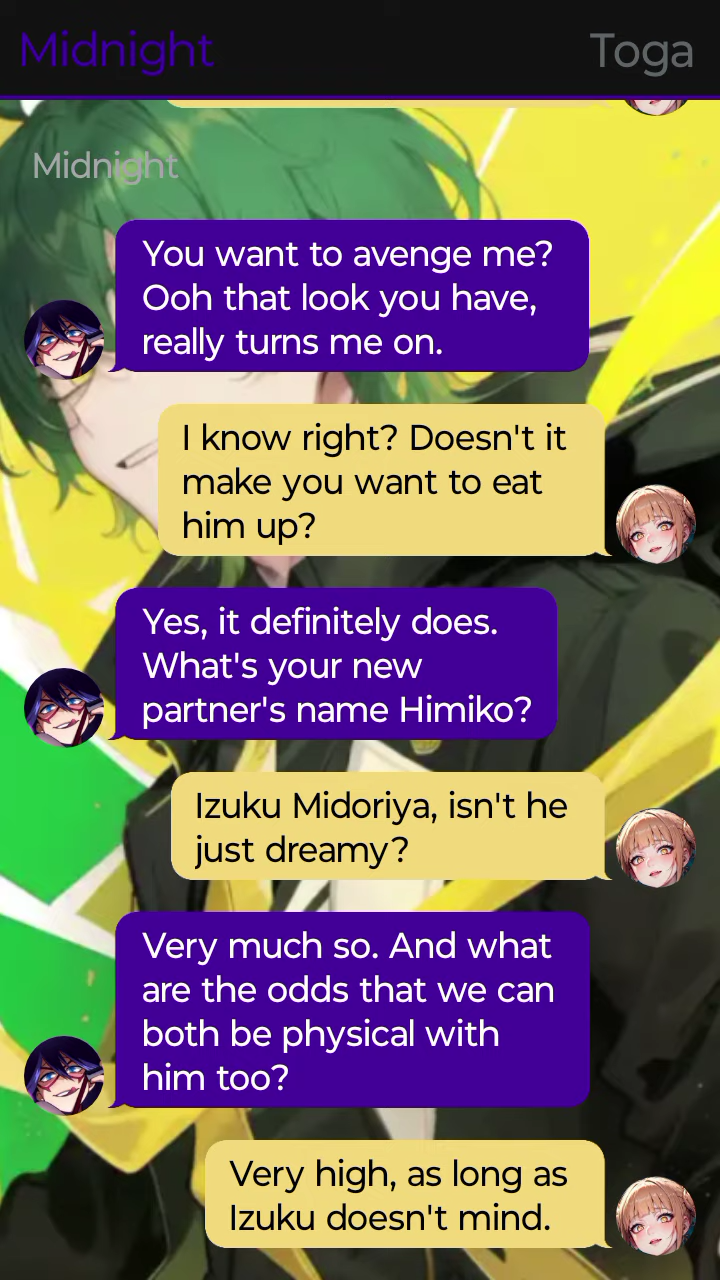 Midnight
Toga
Midnight
You want to avenge me?
Ooh that look you have,
really turns me on.
I know right? Doesn't it
make you want to eat
him up?
Yes, it definitely does.
What's your new
partner's name Himiko?
Izuku Midoriya, isn't he
just dreamy?
Very much so. And what
are the odds that we can
both be physical with
him too?
Very high, as long as
Izuku doesn't mind.